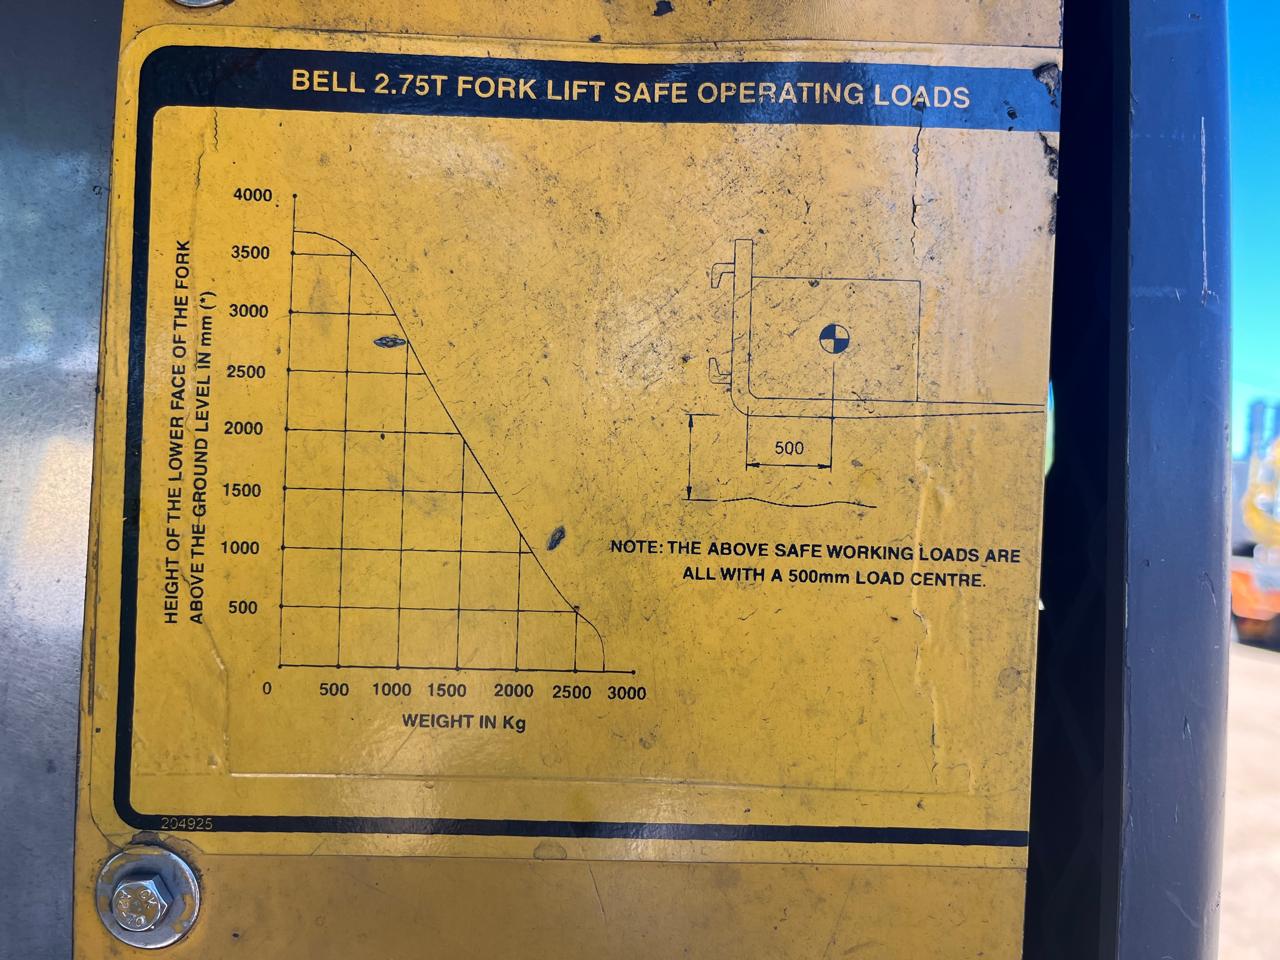 BELL 2.75T FORK LIFT SAFE OPERATING LOADS
HEIGHT OF THE LOWER FACE OF THE FORK
ABOVE THE GROUND LEVEL IN mm (*)
4000
3500
3000
2500
2000
1500
1000
500
0 500 1000 1500 2000 2500 3000
WEIGHT IN Kg
500
NOTE: THE ABOVE SAFE WORKING LOADS ARE
ALL WITH A 500mm LOAD CENTRE.
204925